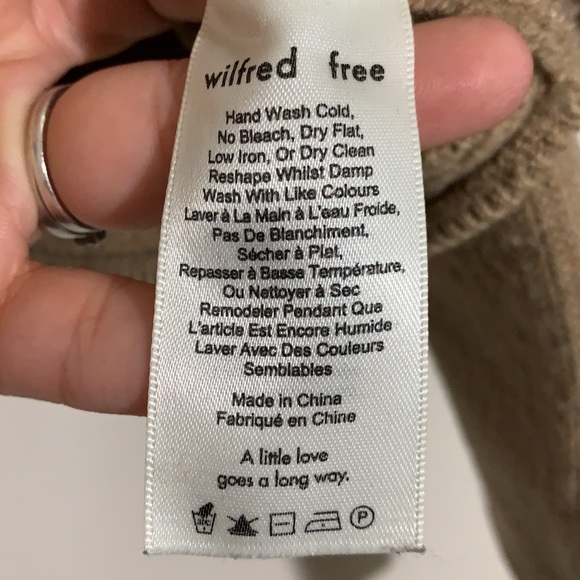 wilfred free
Hand Wash Cold,
No Bleach, Dry Flat,
Low Iron, Or Dry Clean
Reshape Whilst Damp
Wash With Like Colours
Laver à La Main à L'eau Froide,
Pas De Blanchiment,
Sécher à Plat,
Repasser à Basse Température,
Ou Nettoyer à Sec
Remodeler Pendant Que
L'article Est Encore Humide
Laver Avec Des Couleurs
Semblables
Made in China
Fabriqué en Chine
A little love
goes a long way.
P